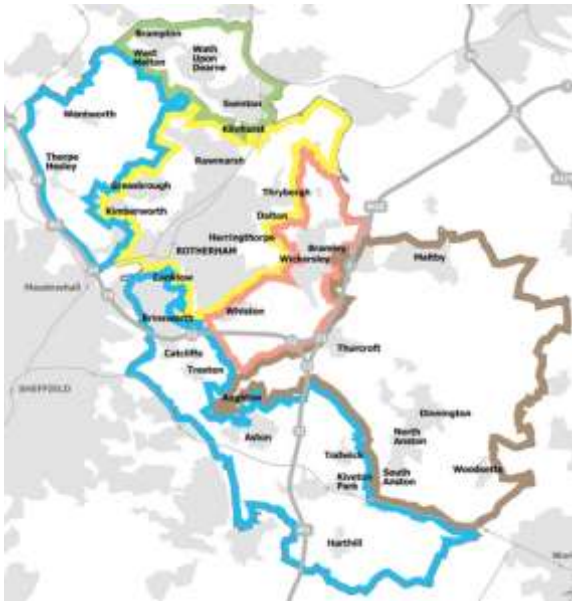 Brampton
West
Melton
Wath
Upon
Dearne
Swinton
Wentworth
Kilnhurst
Thorpe
Hesley
Rawmarsh
Greasbrough
Kimberworth
Thrybergh
Dalton
Herringthorpe
ROTHERHAM
Bramley
Wickersley
Maltby
Meadowhall
Canklow
Brinsworth
Whiston
Catcliffe
Treeton
Thurcroft
SHEFFIELD
Aughton
Aston
Dinnington
North
Anston
Todwick
Kiveton
Park
South
Anston
Woodsetts
Harthill